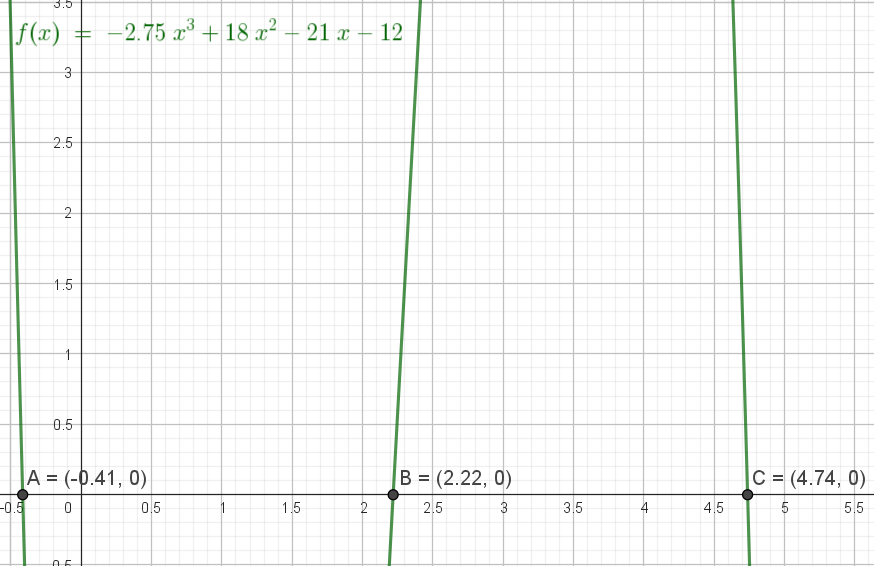 3.5
f(x) = −2.75 x³ + 18 x² − 21 x − 12
3
2.5
2
1.5
1
0.5
A = (-0.41, 0) B = (2.22, 0) C = (4.74, 0)
-0.5 0 0.5 1 1.5 2 2.5 3 3.5 4 4.5 5 5.5